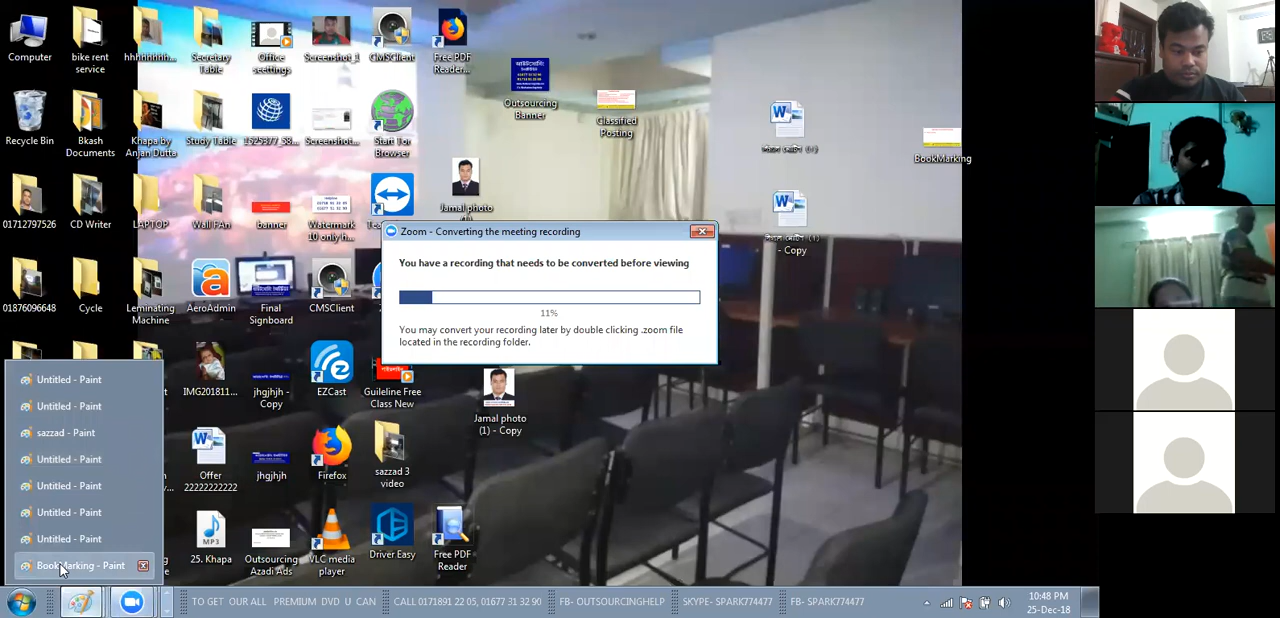 Computer
bike rent
service
hhhhhhhhh...
Secretary
Table
Office
seettings
Screenshot_1
CMSClient
Free PDF
Reader...
Outsourcing
Banner
Classified
Posting
BookMarking
Recycle Bin
Bkash
Documents
Khapa by
Anjan Dutta
Study Table
1525377_58...
Screenshot...
Start Tor
Browser
Jamal photo
01712797526
CD Writer
LAPTOP
Wall FAn
banner
Watermark
10 only h...
(1)
- Copy
Zoom - Converting the meeting recording
You have a recording that needs to be converted before viewing
11%
You may convert your recording later by double clicking .zoom file
located in the recording folder.
01876096648
Cycle
Leminating
Machine
AeroAdmin
Final
Signboard
CMSClient
IMG201811...
jhgjhjh -
Copy
EZCast
Guileline Free
Class New
Jamal photo
(1) - Copy
Untitled - Paint
Untitled - Paint
sazzad - Paint
Untitled - Paint
Untitled - Paint
Untitled - Paint
Untitled - Paint
BookMarking - Paint
Offer
22222222222
jhgjhjh
Firefox
sazzad 3
video
25. Khapa
Outsourcing
Azadi Ads
VLC media
player
Driver Easy
Free PDF
Reader
TO GET OUR ALL PREMIUM DVD U CAN
CALL 0171891 22 05, 01677 31 32 90
FB- OUTSOURCINGHELP
SKYPE- SPARK774477
FB- SPARK774477
10:48 PM
25-Dec-18